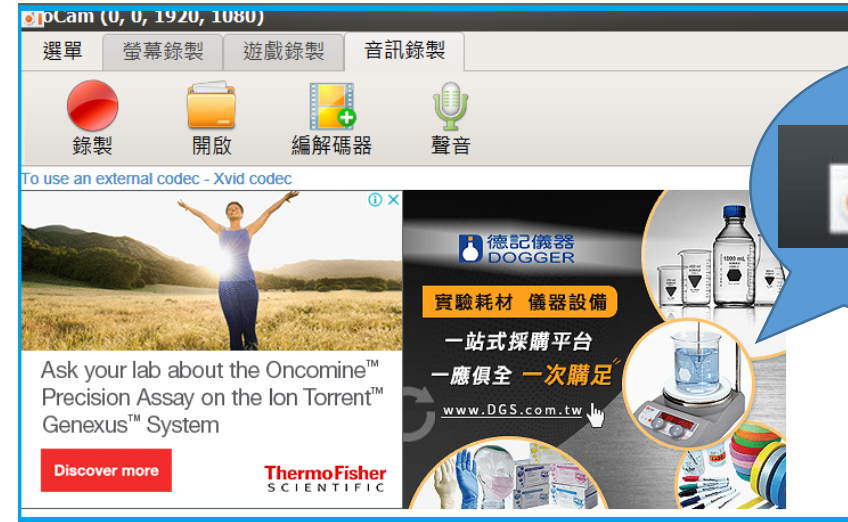 oCam (0, 0, 1920, 1080)
選單 螢幕錄製 遊戲錄製 音訊錄製
錄製 開啟 編解碼器 聲音
To use an external codec - Xvid codec
Ask your lab about the Oncomine™
Precision Assay on the Ion Torrent™
Genexus™ System
Discover more
ThermoFisher
SCIENTIFIC
德記儀器
DOGGER
實驗耗材 儀器設備
一站式採購平台
一應俱全 一次購足
www.DGS.com.tw
1000 mL